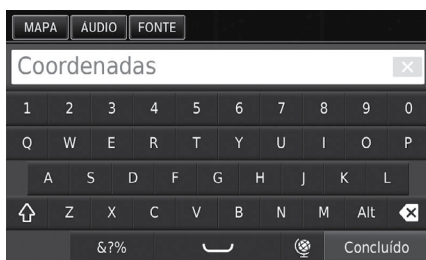 MAPA ÁUDIO FONTE
Coordenadas
1 2 3 4 5 6 7 8 9 0
Q W E R T Y U I O P
A S D F G H J K L
Z X C V B N M Alt
&?% Concluído